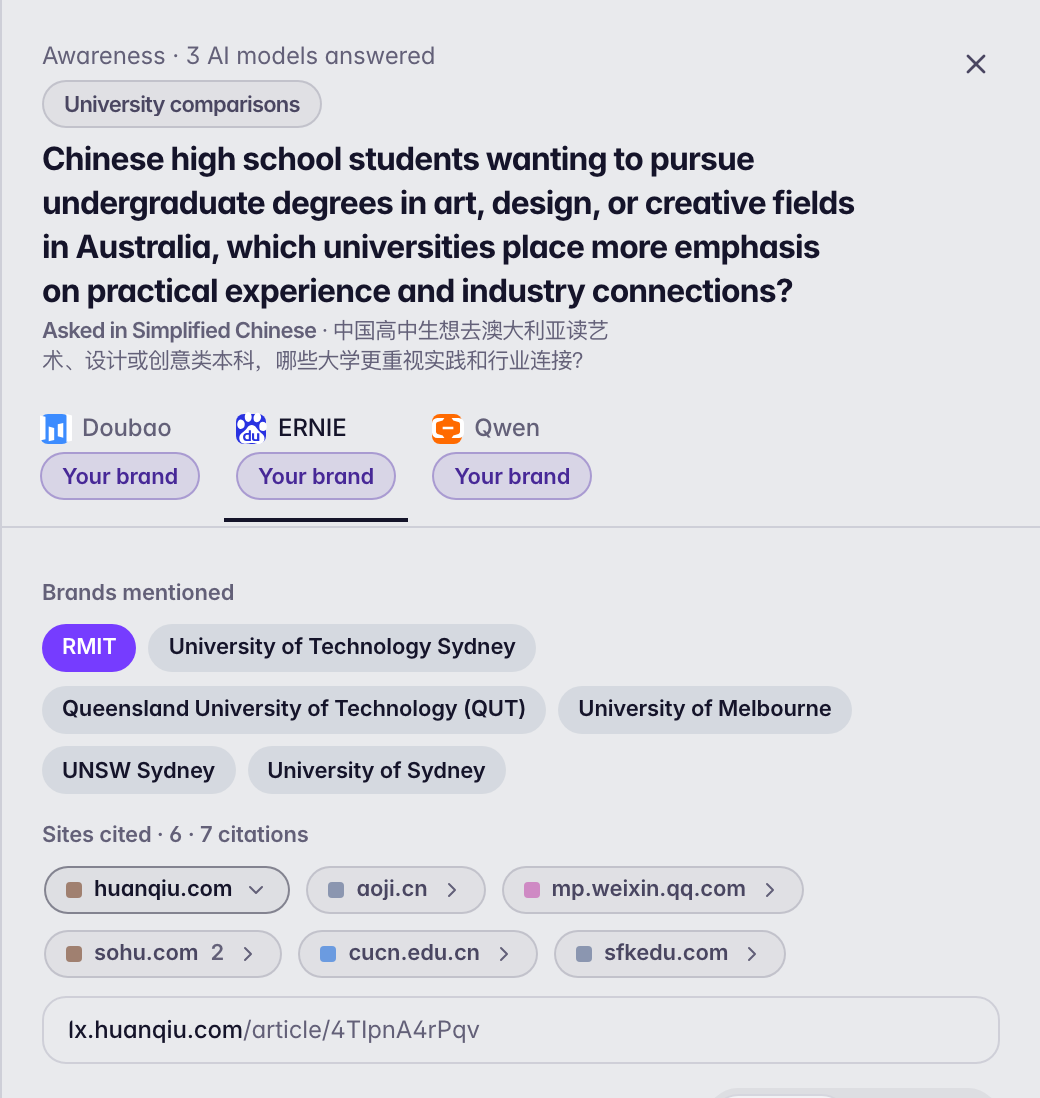 Awareness · 3 AI models answered
University comparisons
Chinese high school students wanting to pursue
undergraduate degrees in art, design, or creative fields
in Australia, which universities place more emphasis
on practical experience and industry connections?
Asked in Simplified Chinese · 中国高中生想去澳大利亚读艺
术、设计或创意类本科，哪些大学更重视实践和行业连接?
Doubao
du ERNIE
Qwen
Your brand
Your brand
Your brand
Brands mentioned
RMIT
University of Technology Sydney
Queensland University of Technology (QUT)
University of Melbourne
UNSW Sydney
University of Sydney
Sites cited · 6 · 7 citations
huanqiu.com
aoji.cn
mp.weixin.qq.com
sohu.com 2
cucn.edu.cn
sfkedu.com
lx.huanqiu.com/article/4TIpnA4rPqv